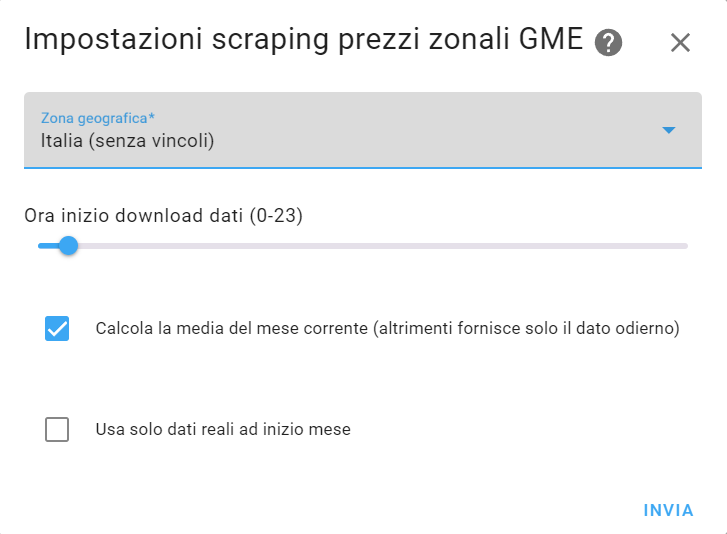 Impostazioni scraping prezzi zonali GME ?
Zona geografica*
Italia (senza vincoli)
Ora inizio download dati (0-23)
Calcola la media del mese corrente (altrimenti fornisce solo il dato odierno)
Usa solo dati reali ad inizio mese
INVIA